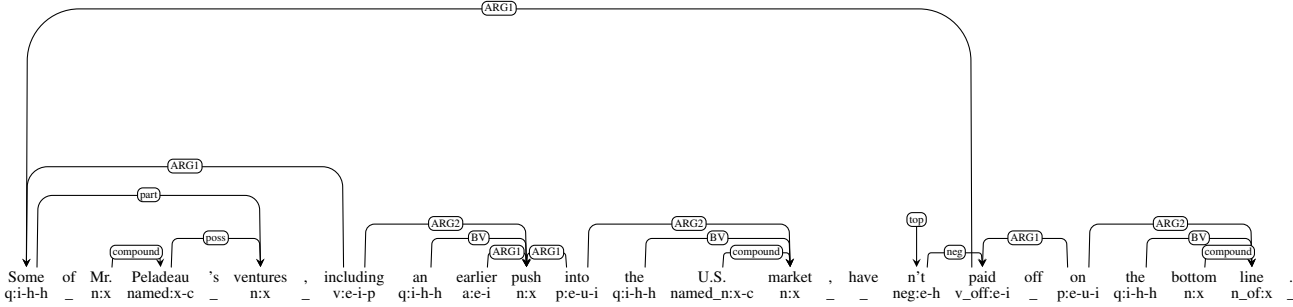 ARG1
ARG1
part
top
ARG2 ARG2 ARG2
compound poss BV ARG1 ARG1 BV compound neg ARG1 BV compound
Some of Mr. Peladeau 's ventures , including an earlier push into the U.S. market , have n't paid off on the bottom line .
q:i-h-h _ n:x named:x-c _ n:x _ v:e-i-p q:i-h-h a:e-i n:x p:e-u-i q:i-h-h named_n:x-c n:x _ _ neg:e-h v_off:e-i _ p:e-u-i q:i-h-h n:x n_of:x _